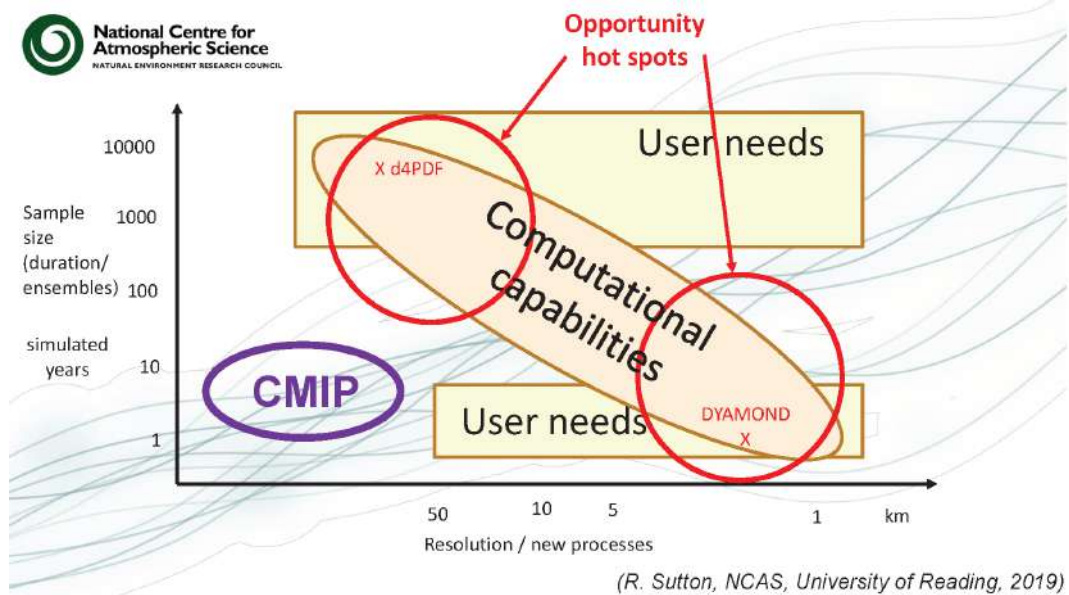 National Centre for
Atmospheric Science
NATURAL ENVIRONMENT RESEARCH COUNCIL
Opportunity
hot spots
User needs
10000
X d4PDF
Sample
size
(duration/
ensembles)
1000
100
Computational
capabilities
simulated
years
10
CMIP
1
User needs
DYAMOND
X
50
10
5
1
km
Resolution / new processes
(R. Sutton, NCAS, University of Reading, 2019)